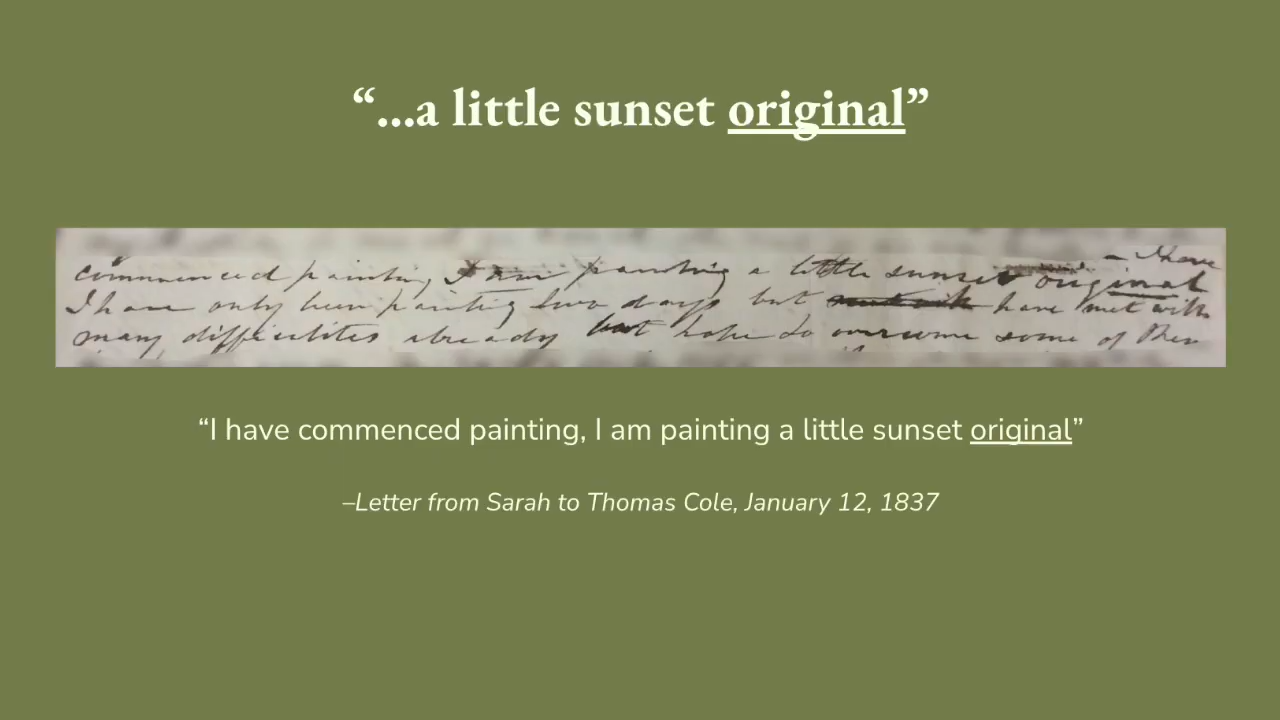 “...a little sunset original”
- I have
commenced painting I am painting a little sunset original
I have only been painting two days but have met with
many difficulties already but hope to overcome some of them
“I have commenced painting, I am painting a little sunset original”
–Letter from Sarah to Thomas Cole, January 12, 1837